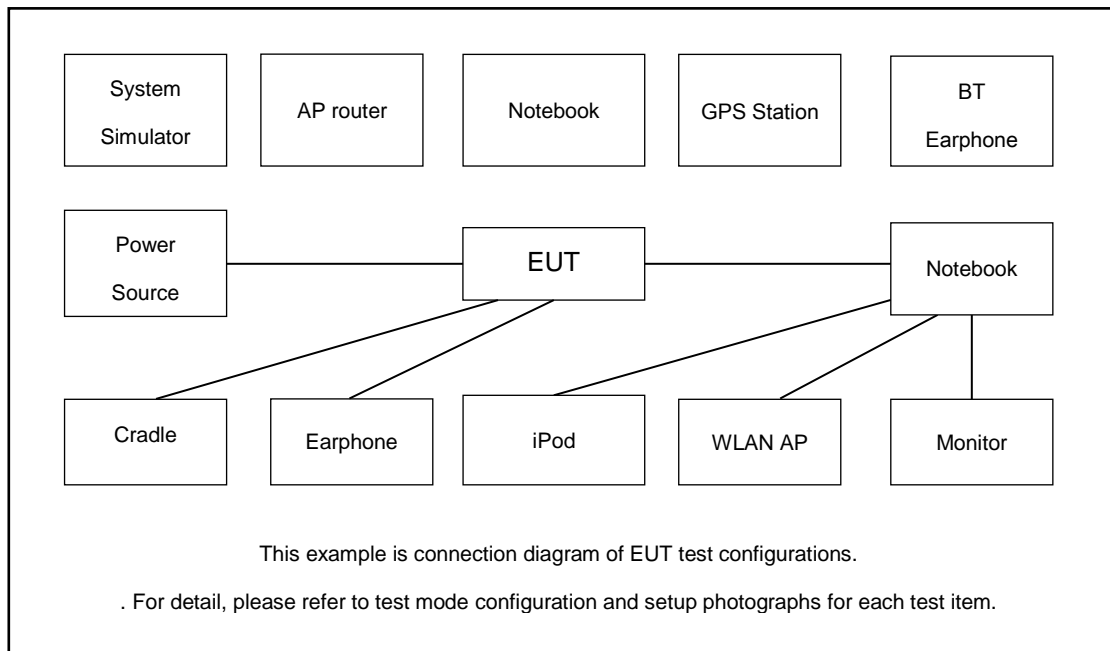 System
Simulator
AP router
Notebook
GPS Station
BT
Earphone
Power
Source
EUT
Notebook
Cradle
Earphone
iPod
WLAN AP
Monitor
This example is connection diagram of EUT test configurations.
. For detail, please refer to test mode configuration and setup photographs for each test item.